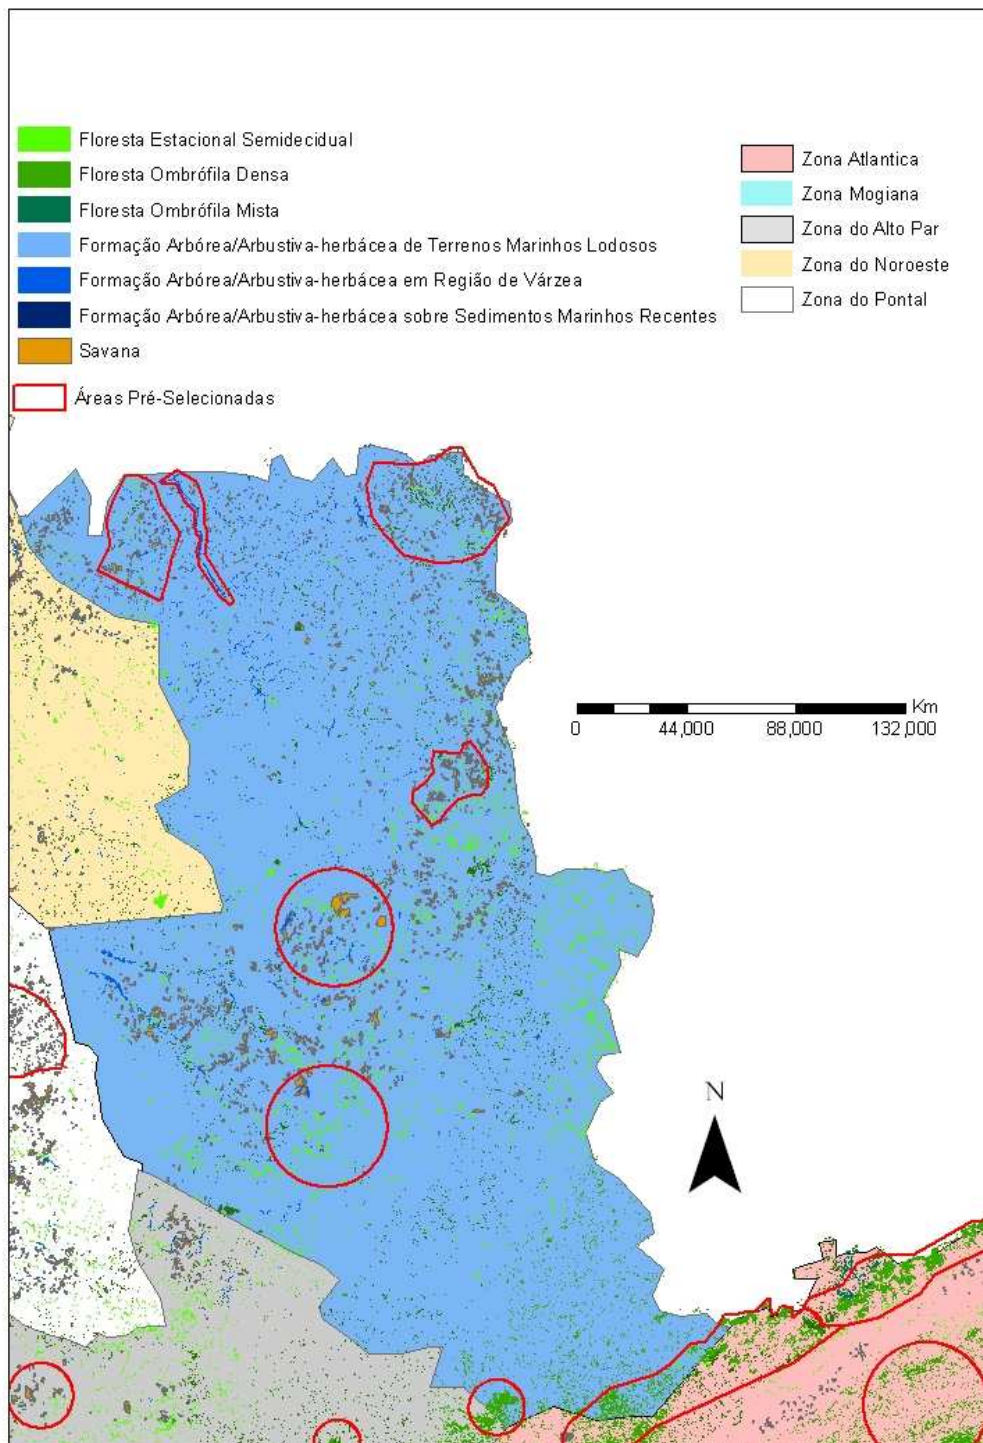 Floresta Estacional Semidecidual
Floresta Ombrófila Densa
Floresta Ombrófila Mista
Formação Arbórea/Arbustiva-herbácea de Terrenos Marinhos Lodosos
Formação Arbórea/Arbustiva-herbácea em Região de Várzea
Formação Arbórea/Arbustiva-herbácea sobre Sedimentos Marinhos Recentes
Savana
Áreas Pré-Selecionadas
Zona Atlantica
Zona Mogiana
Zona do Alto Par
Zona do Noroeste
Zona do Pontal
Km
0 44,000 88,000 132,000
N